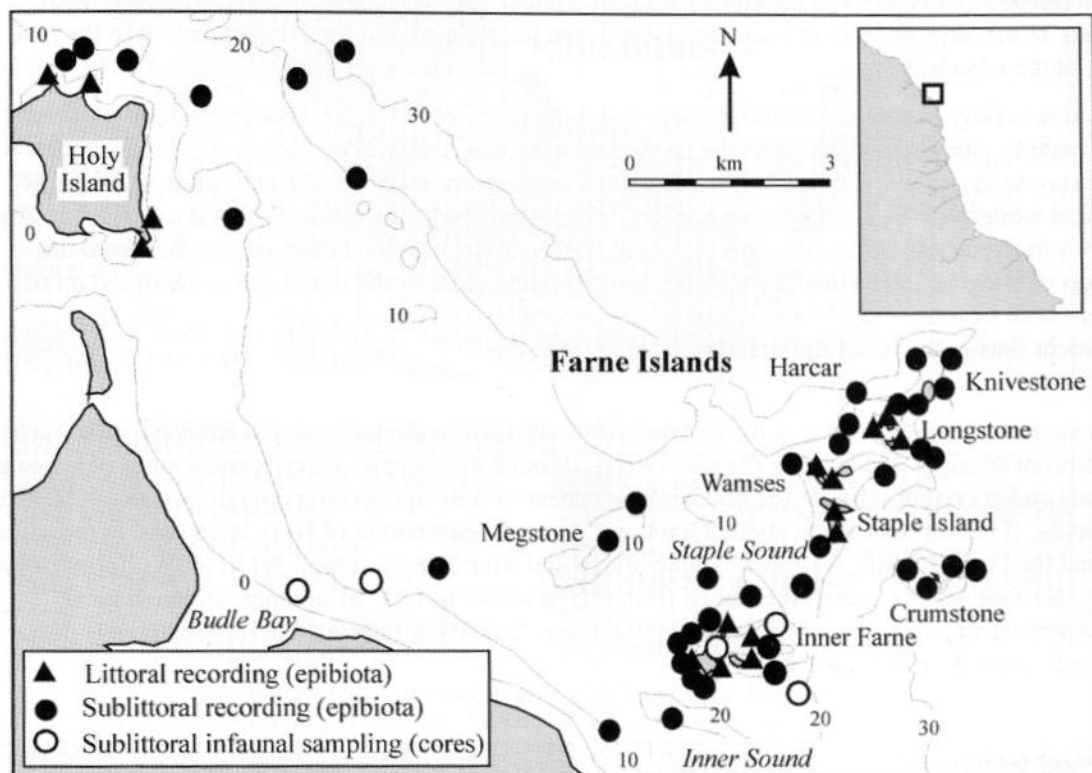 10
20
N
30
0 3
km
Holy
Island
0
10
Farne Islands
Harcar
Knivestone
Longstone
Wamses
10
Staple Island
Megstone
10
Staple Sound
0
Budle Bay
Crumstone
Inner Farne
Littoral recording (epibiota)
Sublittoral recording (epibiota)
Sublittoral infaunal sampling (cores)
20
20
30
10
Inner Sound